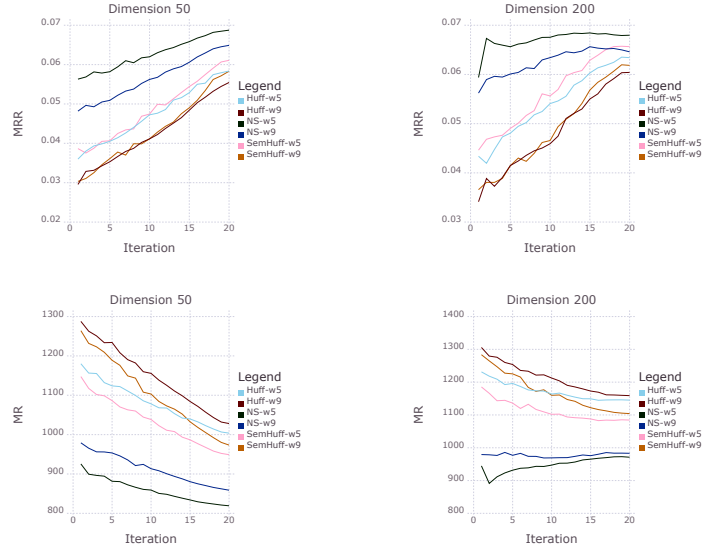 Dimension 50
0.07
0.06
0.05
0.04
0.03
0.02
MRR
0
5
10
15
20
Iteration
Legend
Huff-w5
Huff-w9
NS-w5
NS-w9
SemHuff-w5
SemHuff-w9
Dimension 200
0.07
0.06
0.05
0.04
0.03
MRR
0
5
10
15
20
Iteration
Legend
Huff-w5
Huff-w9
NS-w5
NS-w9
SemHuff-w5
SemHuff-w9
Dimension 50
1300
1200
1100
1000
900
800
MR
0
5
10
15
20
Iteration
Legend
Huff-w5
Huff-w9
NS-w5
NS-w9
SemHuff-w5
SemHuff-w9
Dimension 200
1400
1300
1200
1100
1000
900
800
MR
0
5
10
15
20
Iteration
Legend
Huff-w5
Huff-w9
NS-w5
NS-w9
SemHuff-w5
SemHuff-w9